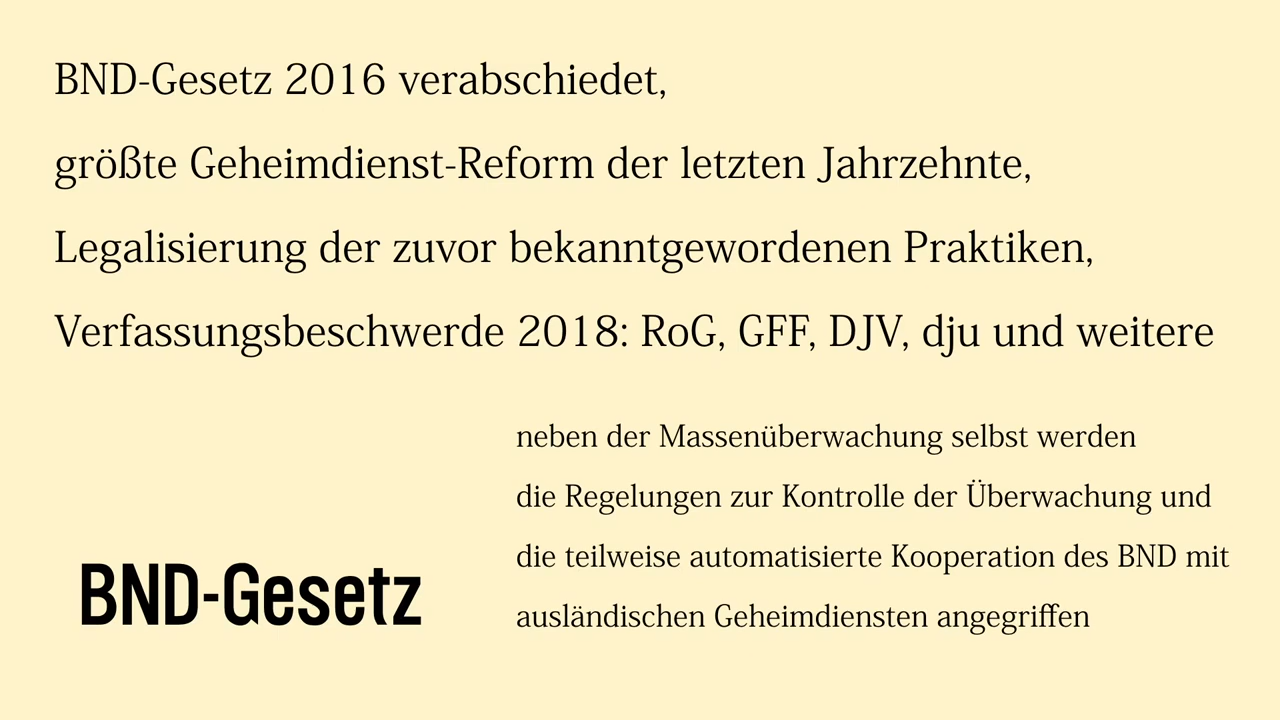 BND-Gesetz 2016 verabschiedet,
größte Geheimdienst-Reform der letzten Jahrzehnte,
Legalisierung der zuvor bekanntgewordenen Praktiken,
Verfassungsbeschwerde 2018: RoG, GFF, DJV, dju und weitere
neben der Massenüberwachung selbst werden
die Regelungen zur Kontrolle der Überwachung und
die teilweise automatisierte Kooperation des BND mit
ausländischen Geheimdiensten angegriffen
BND-Gesetz